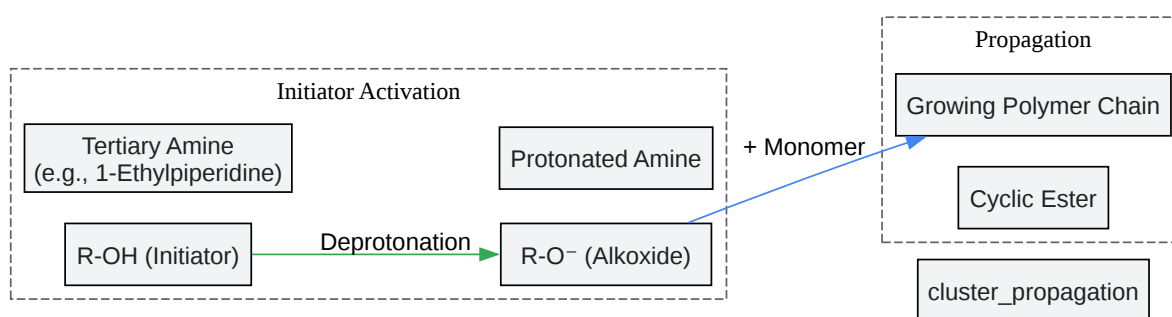 Propagation
Initiator Activation
Growing Polymer Chain
Tertiary Amine
(e.g., 1-Ethylpiperidine)
Protonated Amine
+ Monomer
Cyclic Ester
R-OH (Initiator)
Deprotonation
R-O⁻ (Alkoxide)
cluster_propagation